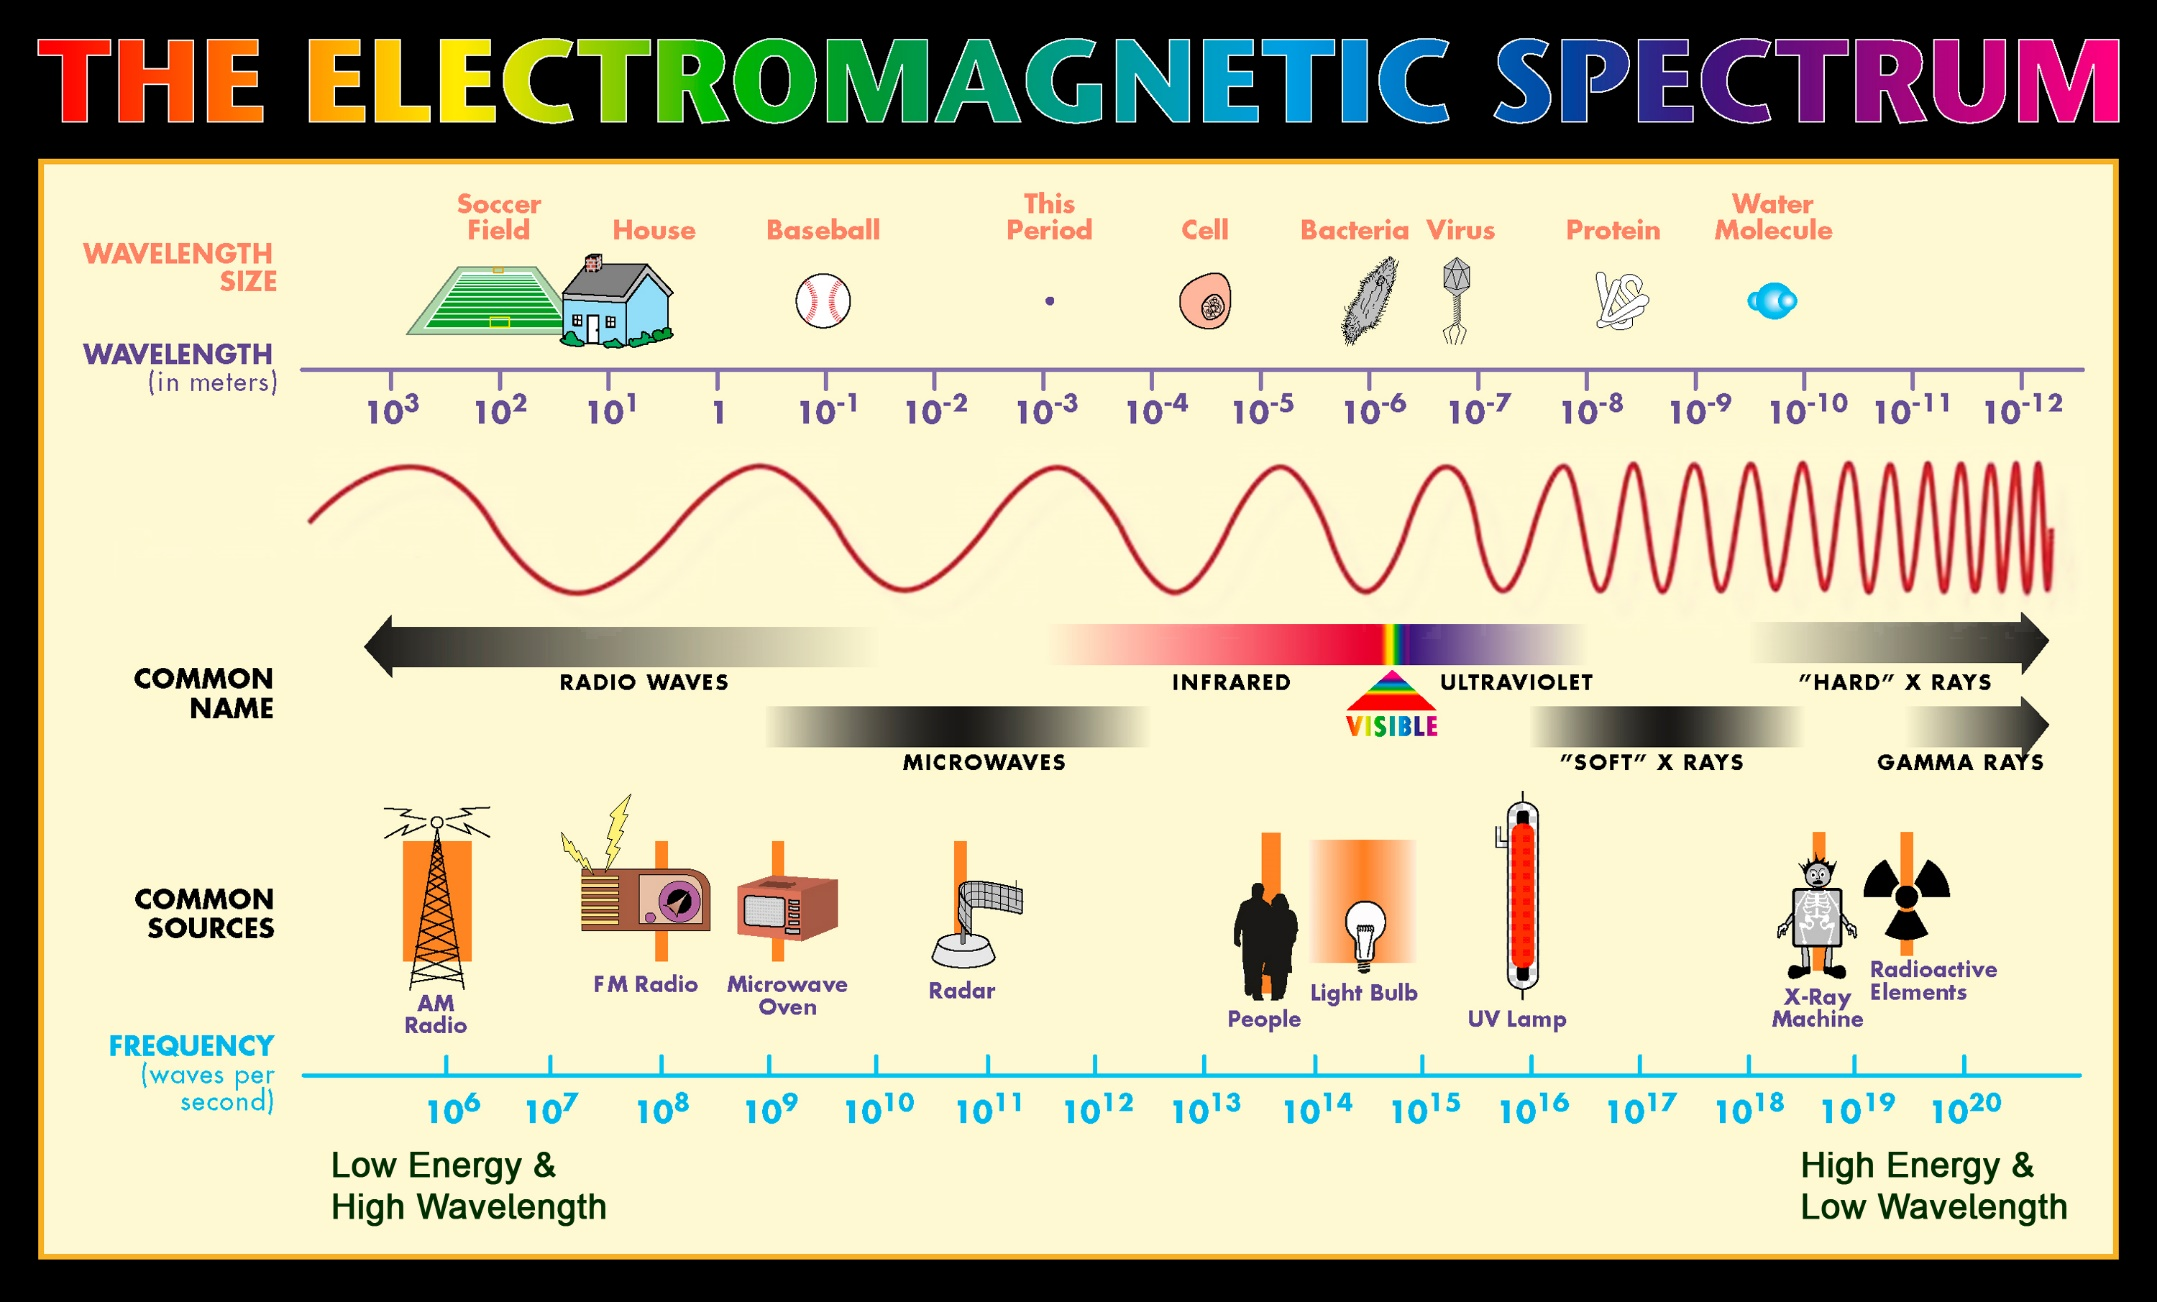 THE ELECTROMAGNETIC SPECTRUM
WAVELENGTH
SIZE
Soccer
Field
House
Baseball
This
Period
Cell
Bacteria
Virus
Protein
Water
Molecule
WAVELENGTH
(in meters)
10³ 10² 10¹ 1 10⁻¹ 10⁻² 10⁻³ 10⁻⁴ 10⁻⁵ 10⁻⁶ 10⁻⁷ 10⁻⁸ 10⁻⁹ 10⁻¹⁰ 10⁻¹¹ 10⁻¹²
COMMON
NAME
RADIO WAVES
INFRARED
ULTRAVIOLET
"HARD" X RAYS
VISIBLE
MICROWAVES
"SOFT" X RAYS
GAMMA RAYS
COMMON
SOURCES
AM
Radio
FM Radio
Microwave
Oven
Radar
People
Light Bulb
UV Lamp
X-Ray
Machine
Radioactive
Elements
FREQUENCY
(waves per
second)
10⁶ 10⁷ 10⁸ 10⁹ 10¹⁰ 10¹¹ 10¹² 10¹³ 10¹⁴ 10¹⁵ 10¹⁶ 10¹⁷ 10¹⁸ 10¹⁹ 10²⁰
Low Energy &
High Wavelength
High Energy &
Low Wavelength